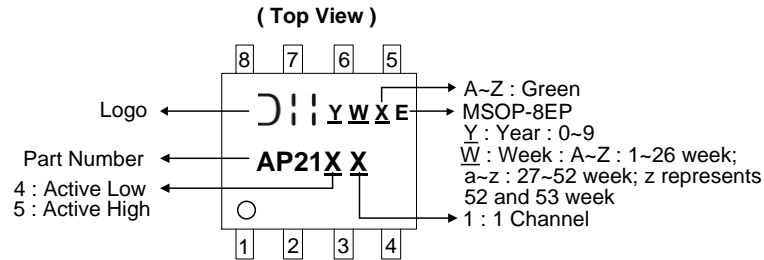 ( Top View )
8 7 6 5
Logo
Y W X E
A~Z : Green
MSOP-8EP
Y : Year : 0~9
W : Week : A~Z : 1~26 week;
a~z : 27~52 week; z represents
52 and 53 week
Part Number
AP21X X
4 : Active Low
5 : Active High
1 : 1 Channel
1 2 3 4